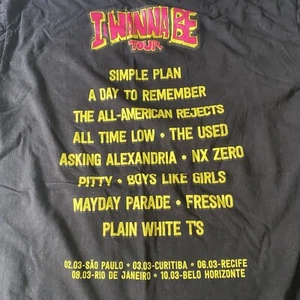 I WANNA BE
TOUR
SIMPLE PLAN
A DAY TO REMEMBER
THE ALL-AMERICAN REJECTS
ALL TIME LOW • THE USED
ASKING ALEXANDRIA • NX ZERO
PITTY • BOYS LIKE GIRLS
MAYDAY PARADE • FRESNO
PLAIN WHITE T'S
02.03-SÃO PAULO • 03.03-CURITIBA • 06.03-RECIFE
09.03-RIO DE JANEIRO • 10.03-BELO HORIZONTE